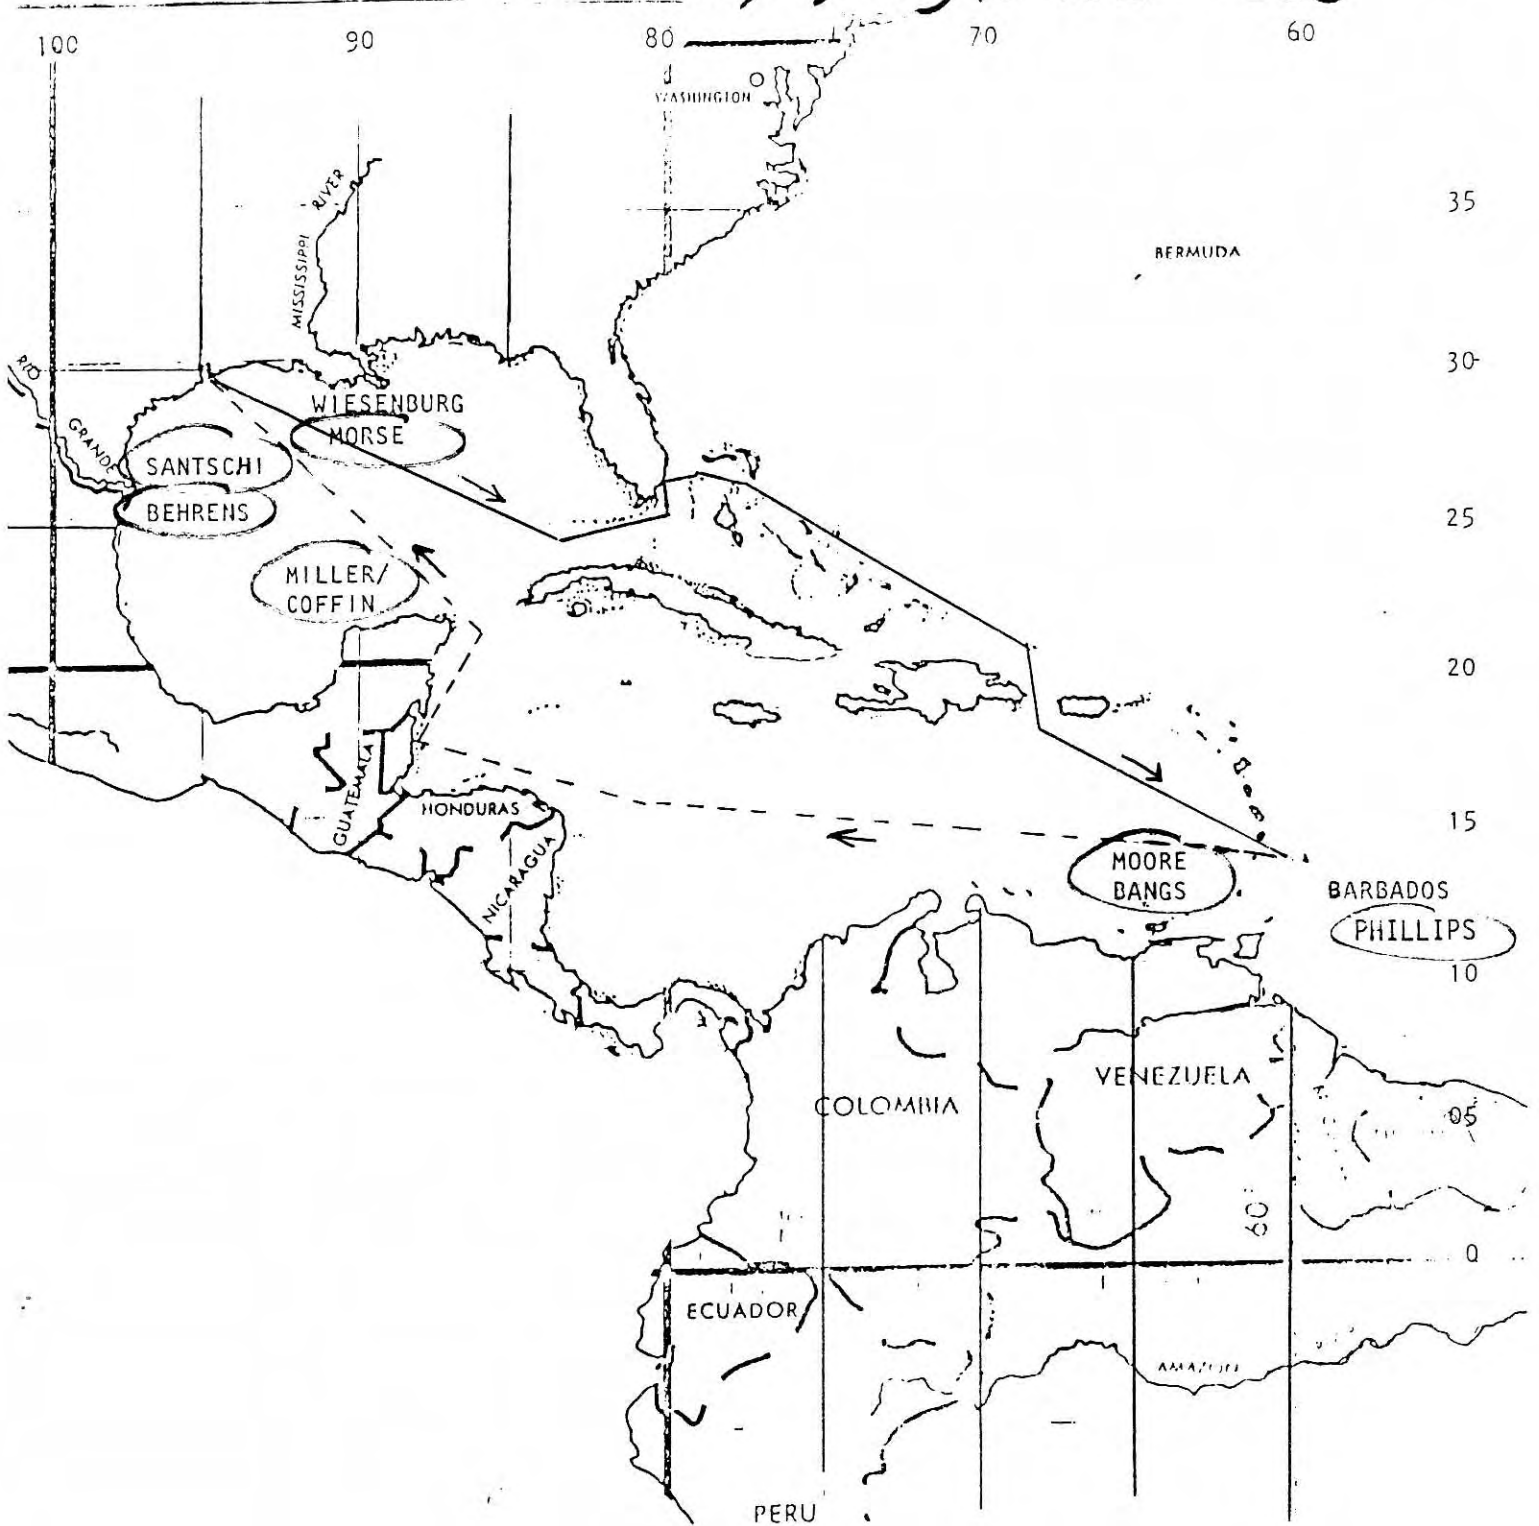 100 90 80 70 60
WASHINGTON
35
BERMUDA
MISSISSIPPI RIVER
30
RIO GRANDE
WIESENBURG
MORSE
SANTSCHI
BEHRENS
25
MILLER/
COFFIN
20
GUATEMALA
HONDURAS
NICARAGUA
15
MOORE
BANGS
BARBADOS
PHILLIPS
10
VENEZUELA
COLOMBIA
05
60°
0
ECUADOR
AMAZON
PERU